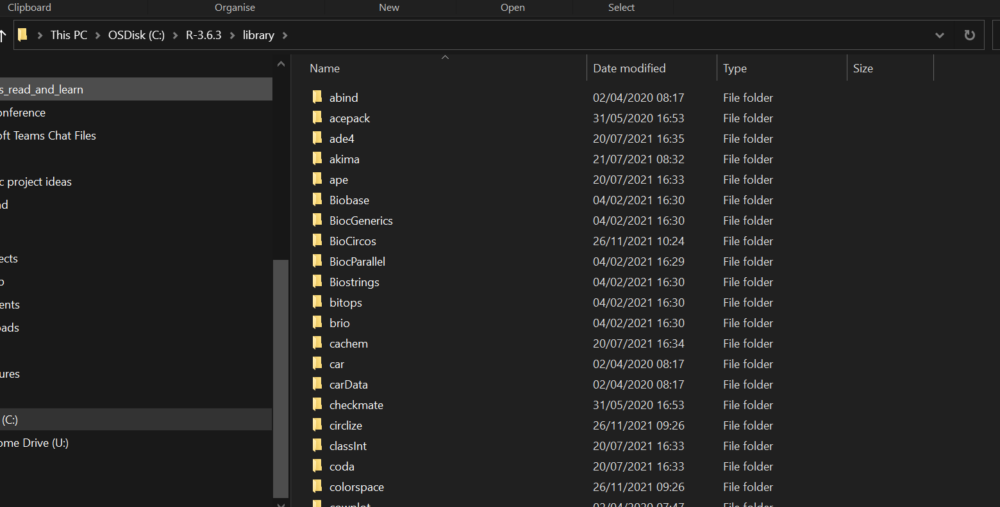 Clipboard Organise New Open Select
This PC OSDisk (C:) R-3.6.3 library
s_read_and_learn
onference
oft Teams Chat Files
c project ideas
nd
ects
p
ents
oads
ures
(C:)
ome Drive (U:)
Name Date modified Type Size
abind 02/04/2020 08:17 File folder
acepack 31/05/2020 16:53 File folder
ade4 20/07/2021 16:35 File folder
akima 21/07/2021 08:32 File folder
ape 20/07/2021 16:33 File folder
Biobase 04/02/2021 16:30 File folder
BiocGenerics 04/02/2021 16:30 File folder
BioCircos 26/11/2021 10:24 File folder
BiocParallel 04/02/2021 16:29 File folder
Biostrings 04/02/2021 16:30 File folder
bitops 04/02/2021 16:30 File folder
brio 04/02/2021 16:30 File folder
cachem 20/07/2021 16:34 File folder
car 02/04/2020 08:17 File folder
carData 02/04/2020 08:17 File folder
checkmate 31/05/2020 16:53 File folder
circlize 26/11/2021 09:26 File folder
classInt 20/07/2021 16:33 File folder
coda 20/07/2021 16:33 File folder
colorspace 26/11/2021 09:26 File folder
cowplot 02/04/2020 07:47 File folder